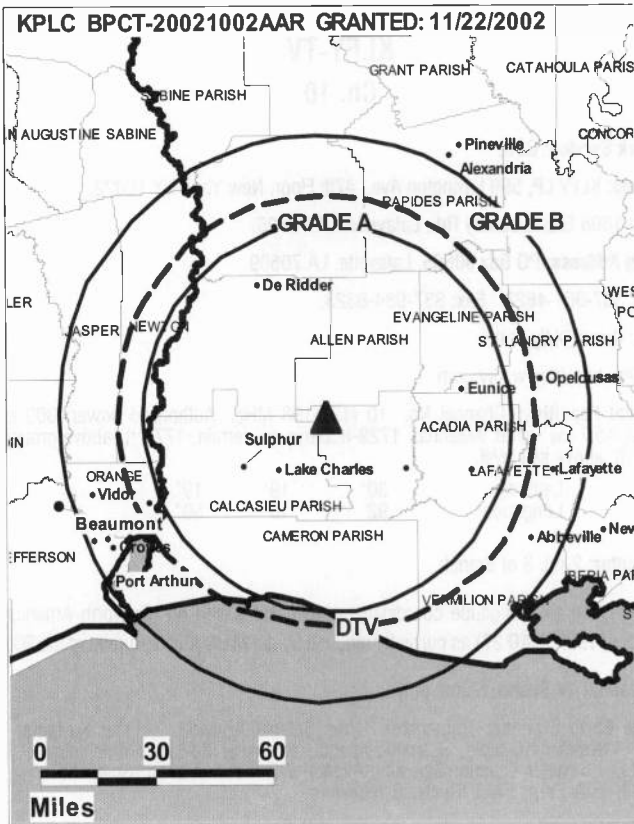 KPLC BPCT-20021002AAR GRANTED: 11/22/2002
GRANT PARISH
CATAHOULA PARIS
SABINE PARISH
N AUGUSTINE SABINE
CONCOR
Pineville
Alexandria
RAPIDES PARISH
GRADE A
GRADE B
De Ridder
WES
PO
EVANGELINE PARISH
LER
JASPER
NEWTON
ST. LANDRY PARISH
ALLEN PARISH
Opelousas
Eunice
DIN
ACADIA PARISH
Sulphur
Lake Charles
LAFAYETTE
Lafayette
ORANGE
Vidor
CALCASIEU PARISH
Beaumont
CAMERON PARISH
Abbeville
New
EFFERSON
Groves
IBERIA PAR
Port Arthur
VERMILION PARISH
S
DTV
0 30 60
Miles